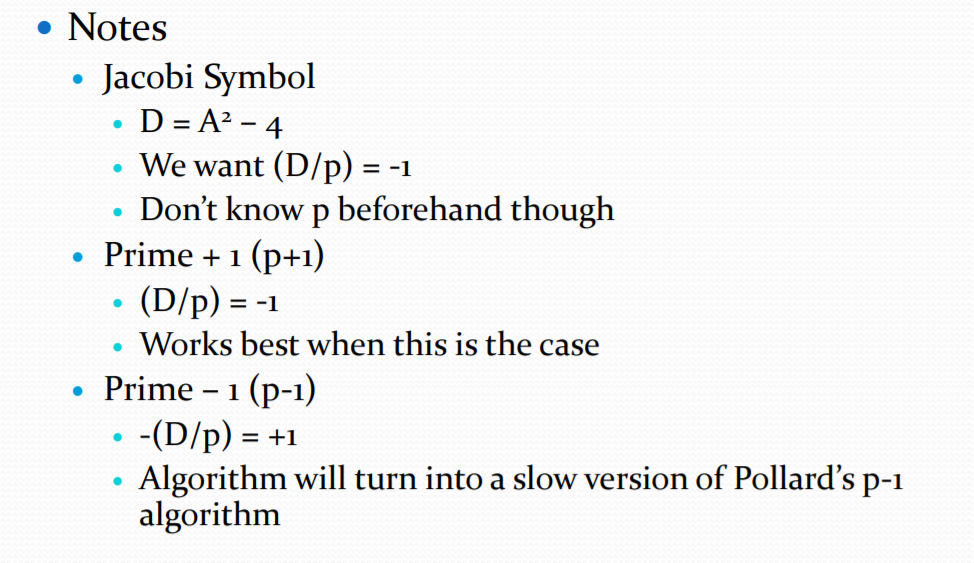 Notes
Jacobi Symbol
D = A² – 4
We want (D/p) = -1
Don't know p beforehand though
Prime + 1 (p+1)
(D/p) = -1
Works best when this is the case
Prime – 1 (p-1)
-(D/p) = +1
Algorithm will turn into a slow version of Pollard's p-1
algorithm